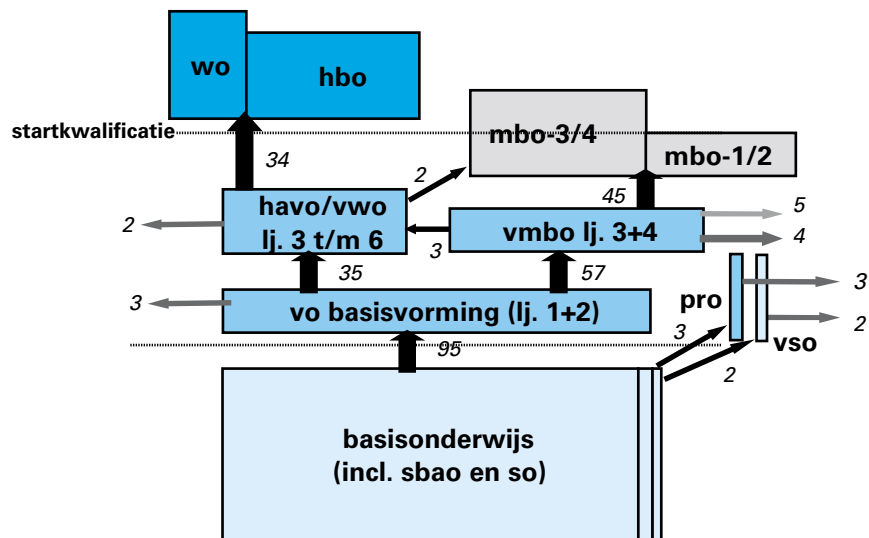 wo
hbo
startkwalificatie
mbo-3/4
mbo-1/2
34
2
45
havo/vwo
lj. 3 t/m 6
2
3
vmbo lj. 3+4
5
4
35
57
3
vo basisvorming (lj. 1+2)
pro
3
2
vso
95
3
2
basisonderwijs
(incl. sbao en so)